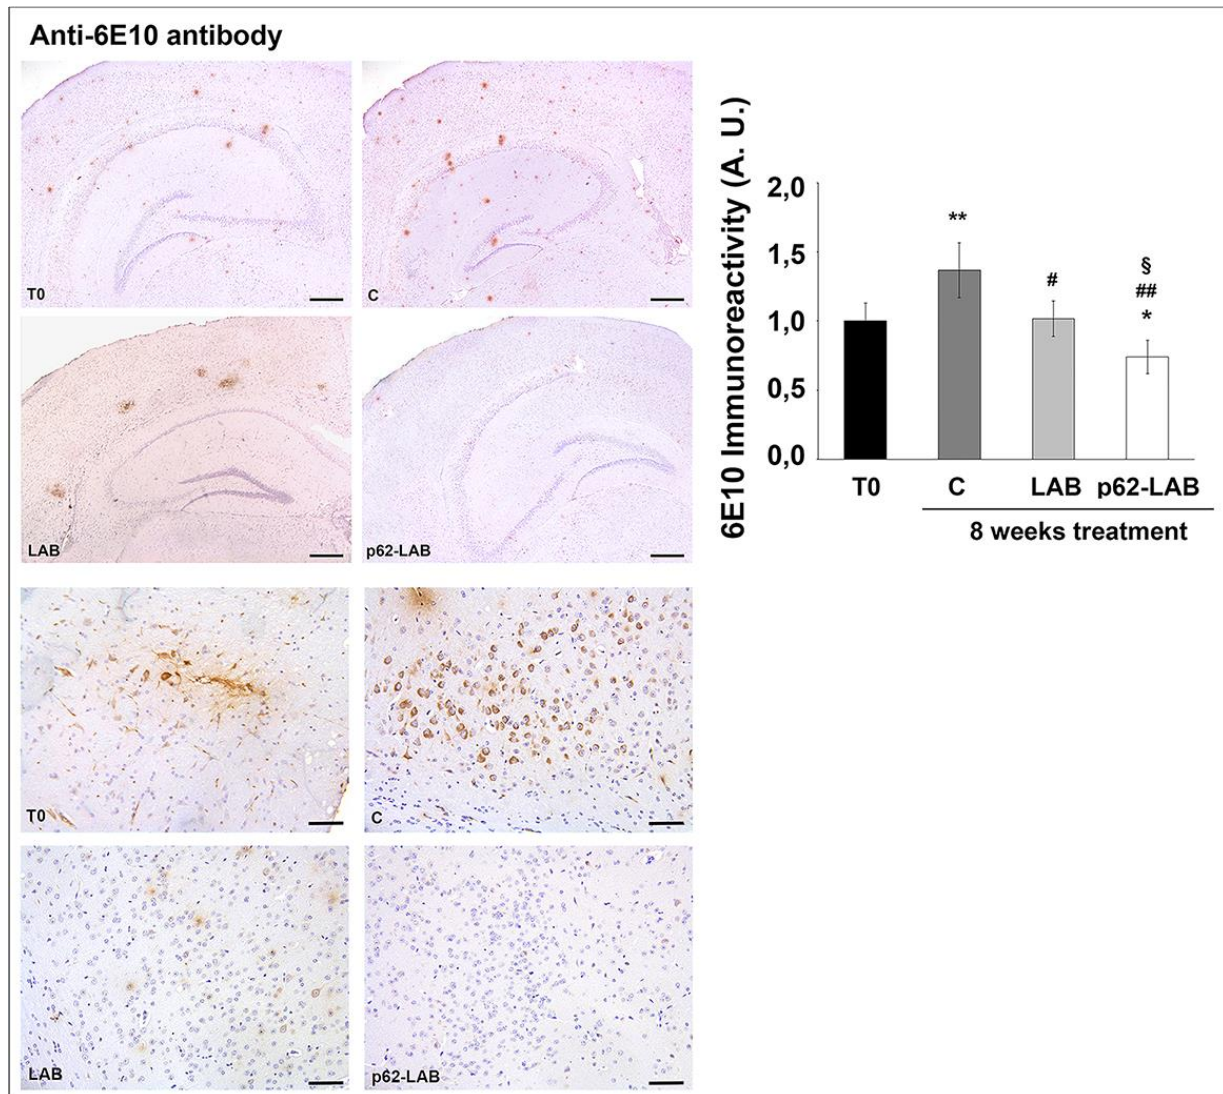 Anti-6E10 antibody
T0
C
LAB
p62-LAB
T0
C
LAB
p62-LAB
6E10 Immunoreactivity (A. U.)
2,0
1,5
1,0
0,5
0,0
**
#
§
##
*
T0 C LAB p62-LAB
8 weeks treatment